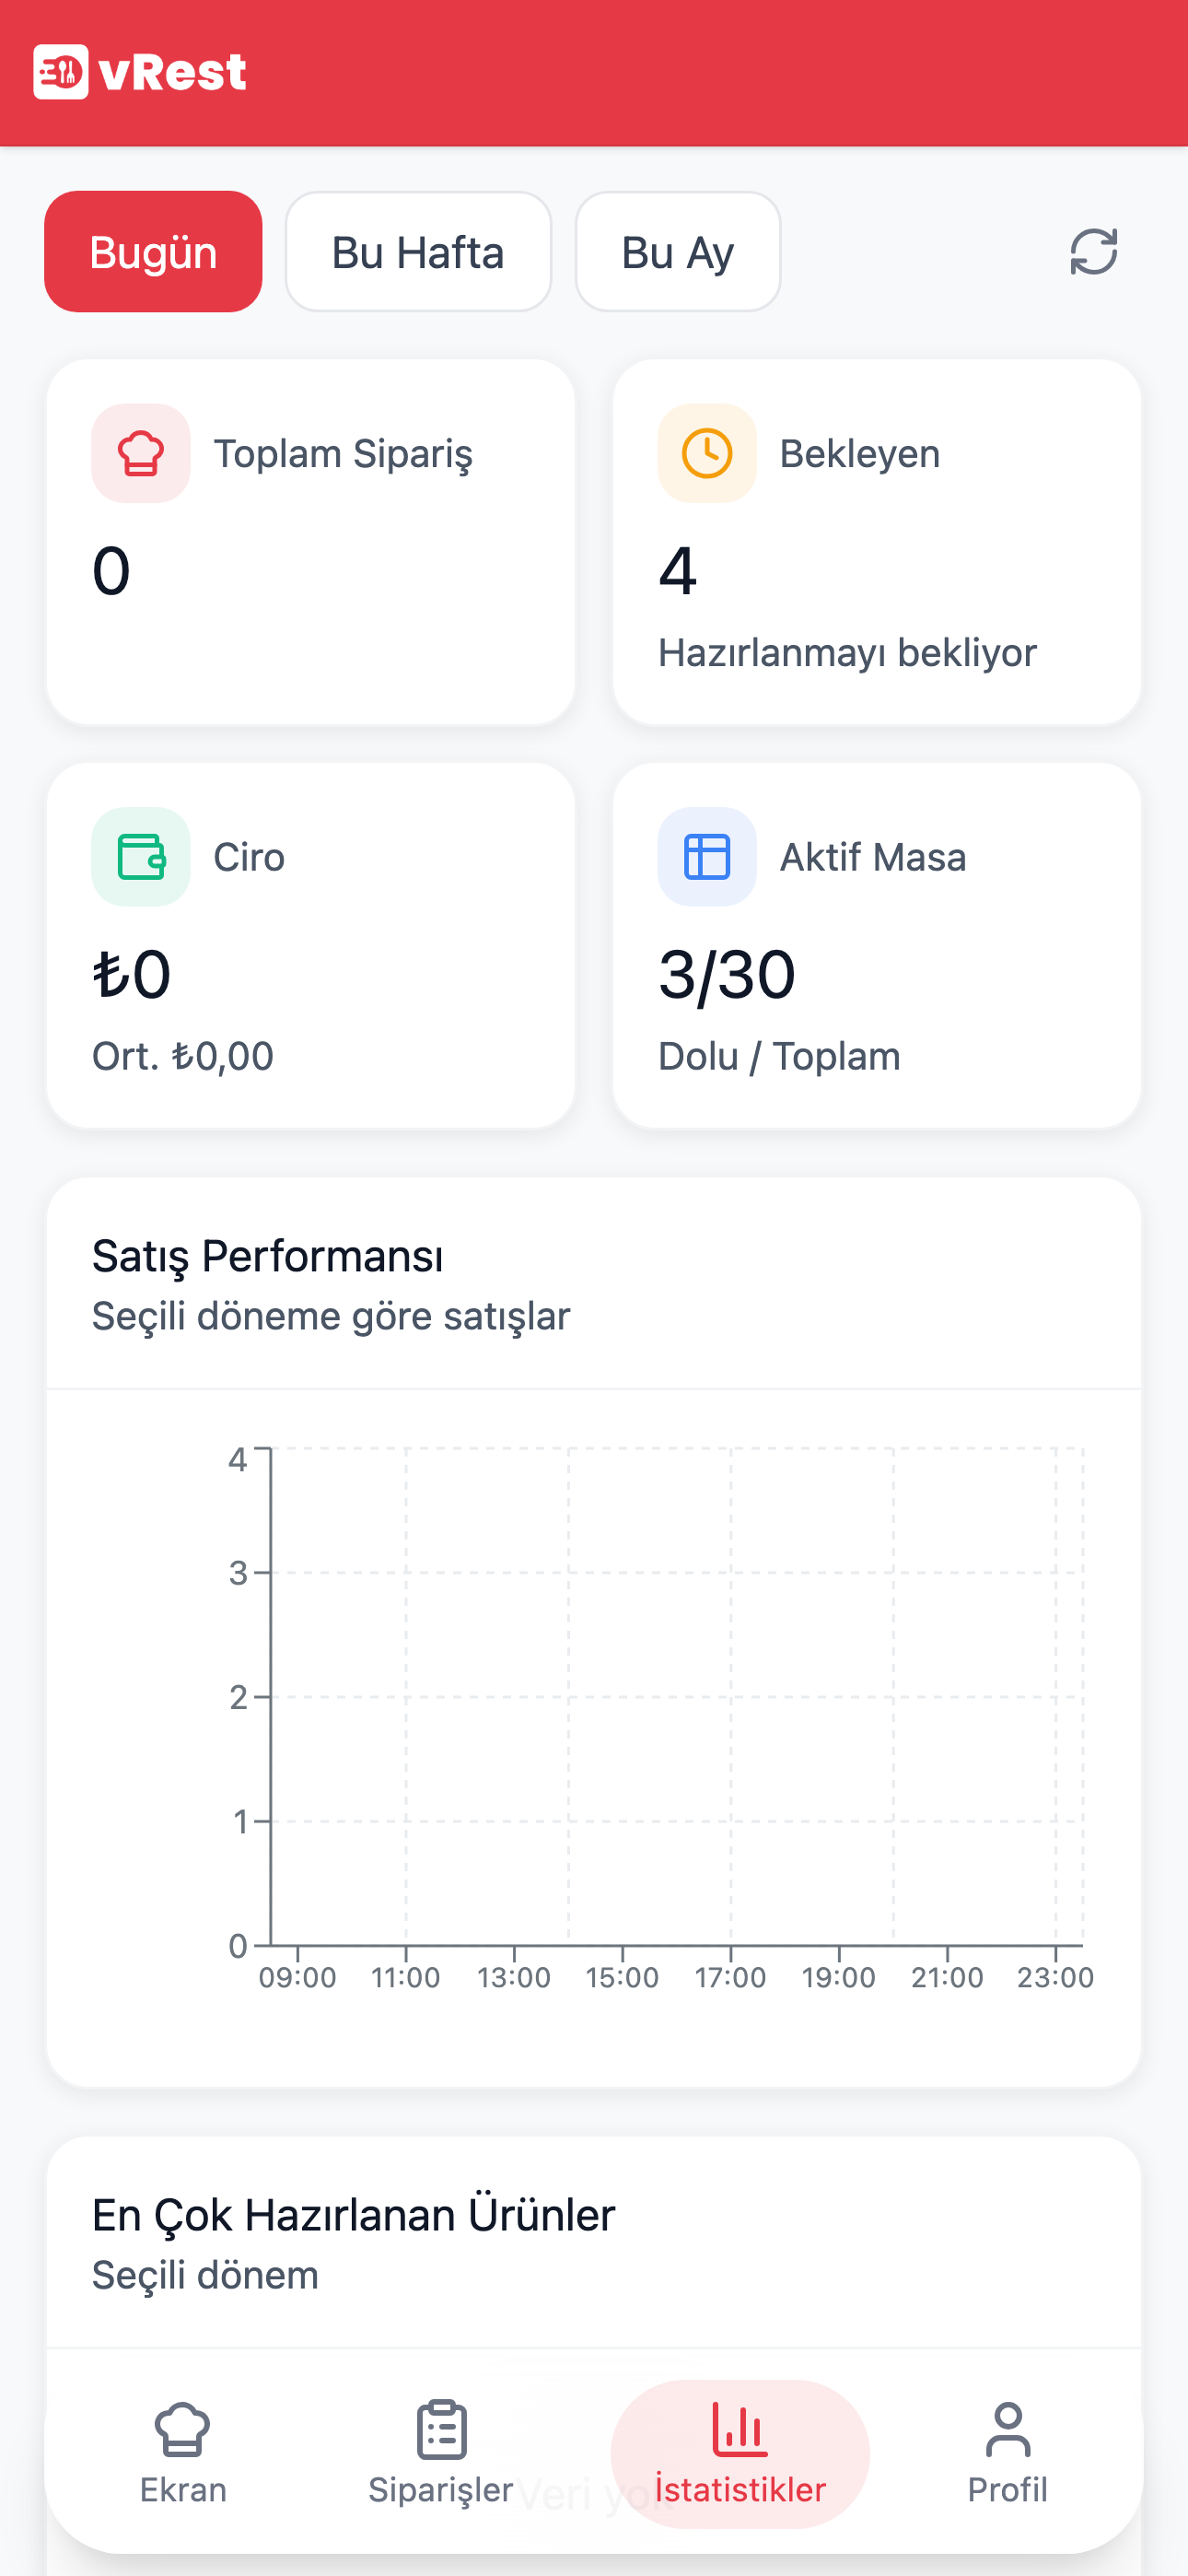 vRest
Bugün
Bu Hafta
Bu Ay
Toplam Sipariş
0
Bekleyen
4
Hazırlanmayı bekliyor
Ciro
₺0
Ort. ₺0,00
Aktif Masa
3/30
Dolu / Toplam
Satış Performansı
Seçili döneme göre satışlar
4
3
2
1
0
09:00 11:00 13:00 15:00 17:00 19:00 21:00 23:00
En Çok Hazırlanan Ürünler
Seçili dönem
Veri
Ekran
Siparişler
İstatistikler
Profil